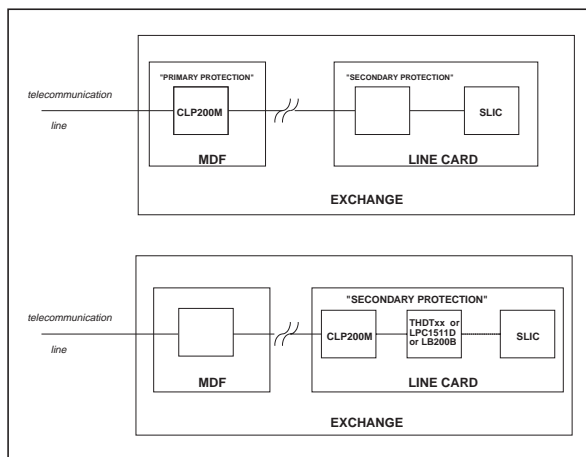 "PRIMARY PROTECTION"
"SECONDARY PROTECTION"
telecommunication
line
CLP200M
SLIC
MDF
LINE CARD
EXCHANGE
"SECONDARY PROTECTION"
telecommunication
line
CLP200M
THDTxx or
LPC1511D
or LB200B
SLIC
MDF
LINE CARD
EXCHANGE